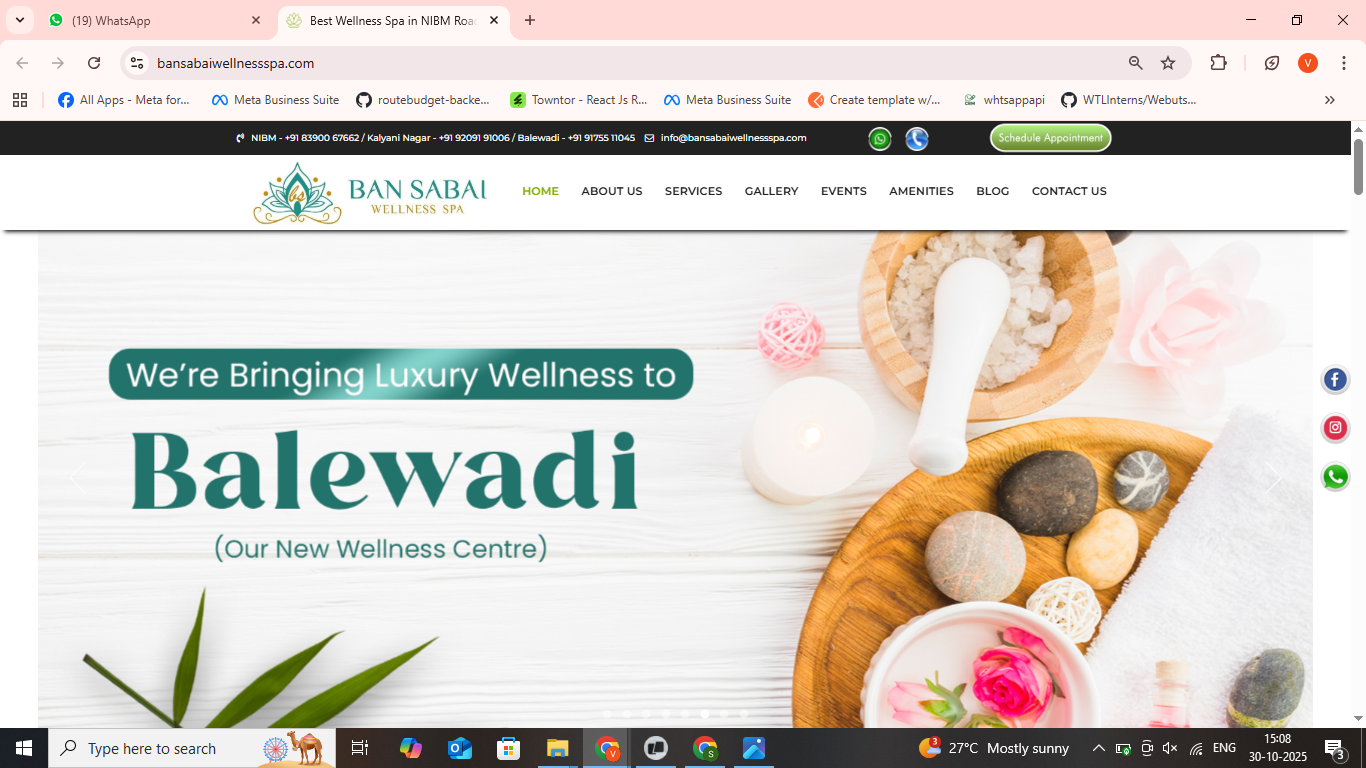 (19) WhatsApp
Best Wellness Spa in NIBM Road
bansabaiwellnessspa.com
V
All Apps - Meta for...
Meta Business Suite
routebudget-backe...
Towntor - React Js R...
Meta Business Suite
Create template w/...
whtsappapi
WTLInterns/Webuts...
NIBM - +91 83900 67662 / Kalyani Nagar - +91 92091 91006 / Balewadi - +91 91755 11045
info@bansabaiwellnessspa.com
Schedule Appointment
BAN SABAI
WELLNESS SPA
HOME
ABOUT US
SERVICES
GALLERY
EVENTS
AMENITIES
BLOG
CONTACT US
We're Bringing Luxury Wellness to
Balewadi
(Our New Wellness Centre)
Type here to search
V
S
3
27°C Mostly sunny
ENG
15:08
30-10-2025
3